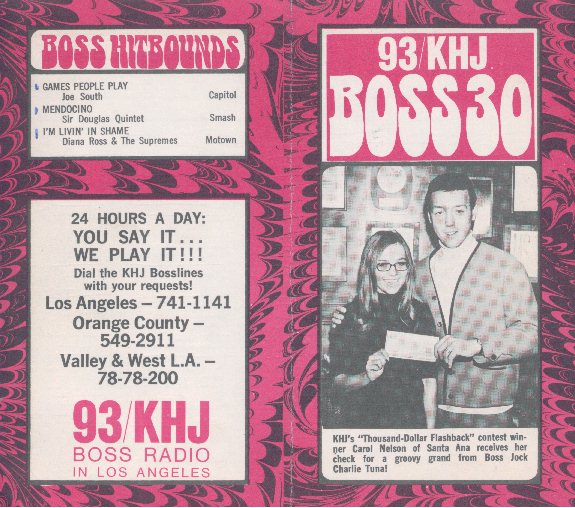 BOSS HITBOUNDS
GAMES PEOPLE PLAY
Joe South Capitol
MENDOCINO
Sir Douglas Quintet Smash
I'M LIVIN' IN SHAME
Diana Ross & The Supremes Motown
24 HOURS A DAY:
YOU SAY IT...
WE PLAY IT!!!
Dial the KHJ Bosslines
with your requests!
Los Angeles – 741-1141
Orange County –
549-2911
Valley & West L.A. –
78-78-200
93/KHJ
BOSS RADIO
IN LOS ANGELES
93/KHJ
BOSS 30
KHJ's "Thousand-Dollar Flashback" contest win-
ner Carol Nelson of Santa Ana receives her
check for a groovy grand from Boss Jock
Charlie Tuna!